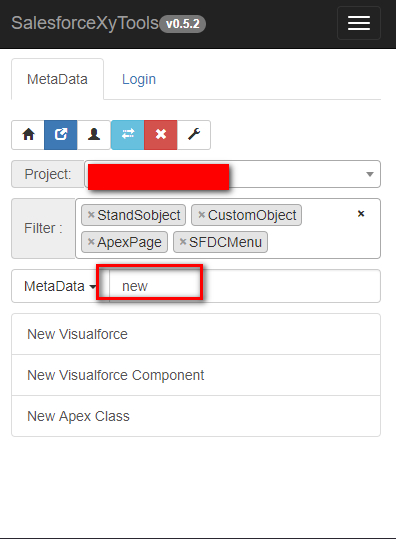 SalesforceXyTools v0.5.2
MetaData Login
Project:
× StandSobject × CustomObject ×
Filter :
× ApexPage × SFDCMenu
MetaData new
New Visualforce
New Visualforce Component
New Apex Class